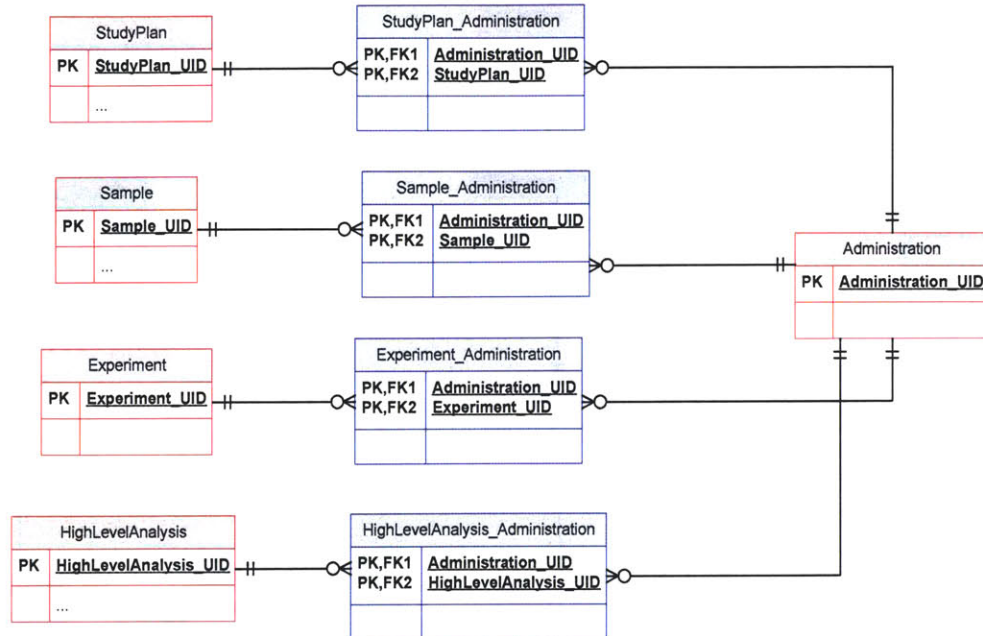 StudyPlan
PK StudyPlan_UID
...
StudyPlan_Administration
PK,FK1 Administration_UID
PK,FK2 StudyPlan_UID
Sample
PK Sample_UID
...
Sample_Administration
PK,FK1 Administration_UID
PK,FK2 Sample_UID
Administration
PK Administration_UID
Experiment
PK Experiment_UID
Experiment_Administration
PK,FK1 Administration_UID
PK,FK2 Experiment_UID
HighLevelAnalysis
PK HighLevelAnalysis_UID
...
HighLevelAnalysis_Administration
PK,FK1 Administration_UID
PK,FK2 HighLevelAnalysis_UID